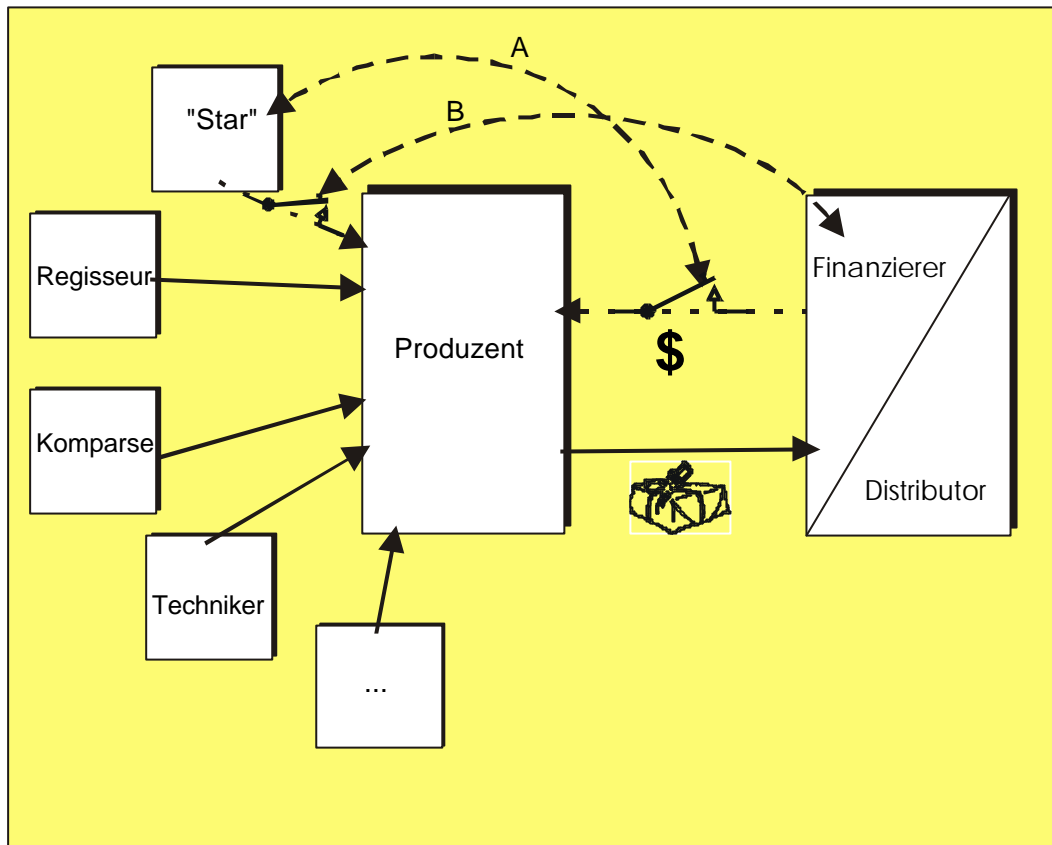 A
"Star"
B
Regisseur
Finanzierer
Produzent
$
Komparse
Distributor
Techniker
...